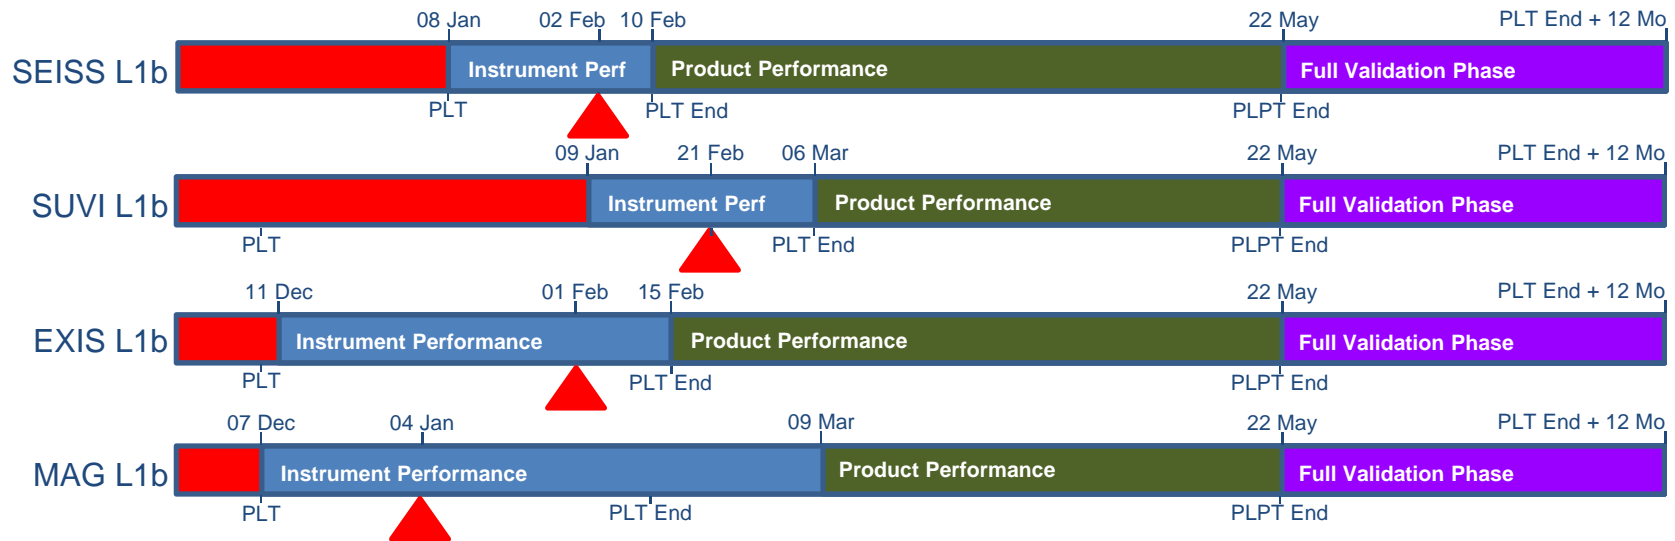 08 Jan 02 Feb 10 Feb 22 May PLT End + 12 Mo
SEISS L1b Instrument Perf Product Performance Full Validation Phase
PLT PLT End PLPT End
09 Jan 21 Feb 06 Mar 22 May PLT End + 12 Mo
SUVI L1b Instrument Perf Product Performance Full Validation Phase
PLT PLT End PLPT End
11 Dec 01 Feb 15 Feb 22 May PLT End + 12 Mo
EXIS L1b Instrument Performance Product Performance Full Validation Phase
PLT PLT End PLPT End
07 Dec 04 Jan 09 Mar 22 May PLT End + 12 Mo
MAG L1b Instrument Performance Product Performance Full Validation Phase
PLT PLT End PLPT End